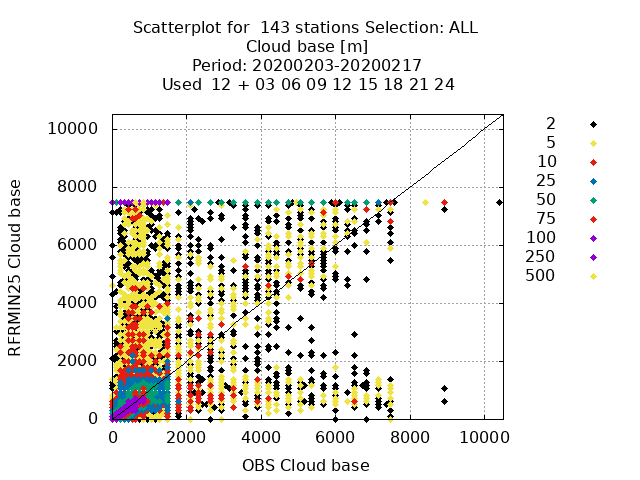 Scatterplot for  143 stations Selection: ALL
Cloud base [m]
Period: 20200203-20200217
Used  12 + 03 06 09 12 15 18 21 24
RFRMIN25 Cloud base
10000
8000
6000
4000
2000
0
0 2000 4000 6000 8000 10000
OBS Cloud base
2
5
10
25
50
75
100
250
500